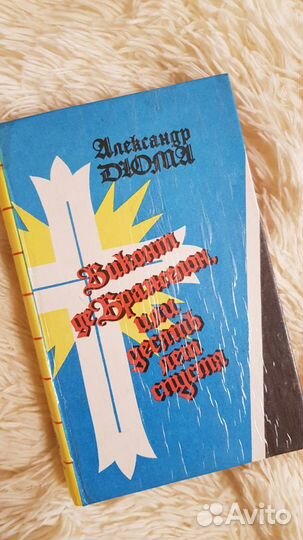 Александр
ДЮМА
Виконт
де Бражелон,
или
десять
лет
спустя
Avito